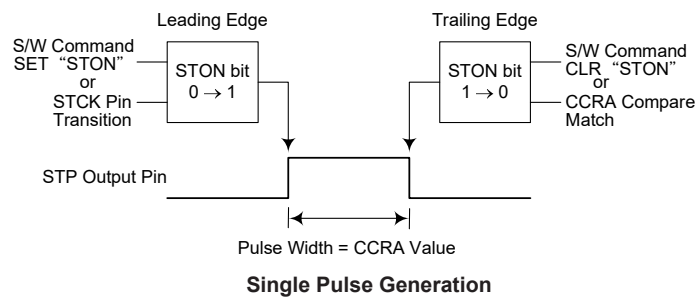 Leading Edge
Trailing Edge
S/W Command
SET “STON”
or
STCK Pin
Transition
STON bit
0 → 1
STON bit
1 → 0
S/W Command
CLR “STON”
or
CCRA Compare
Match
STP Output Pin
Pulse Width = CCRA Value
Single Pulse Generation